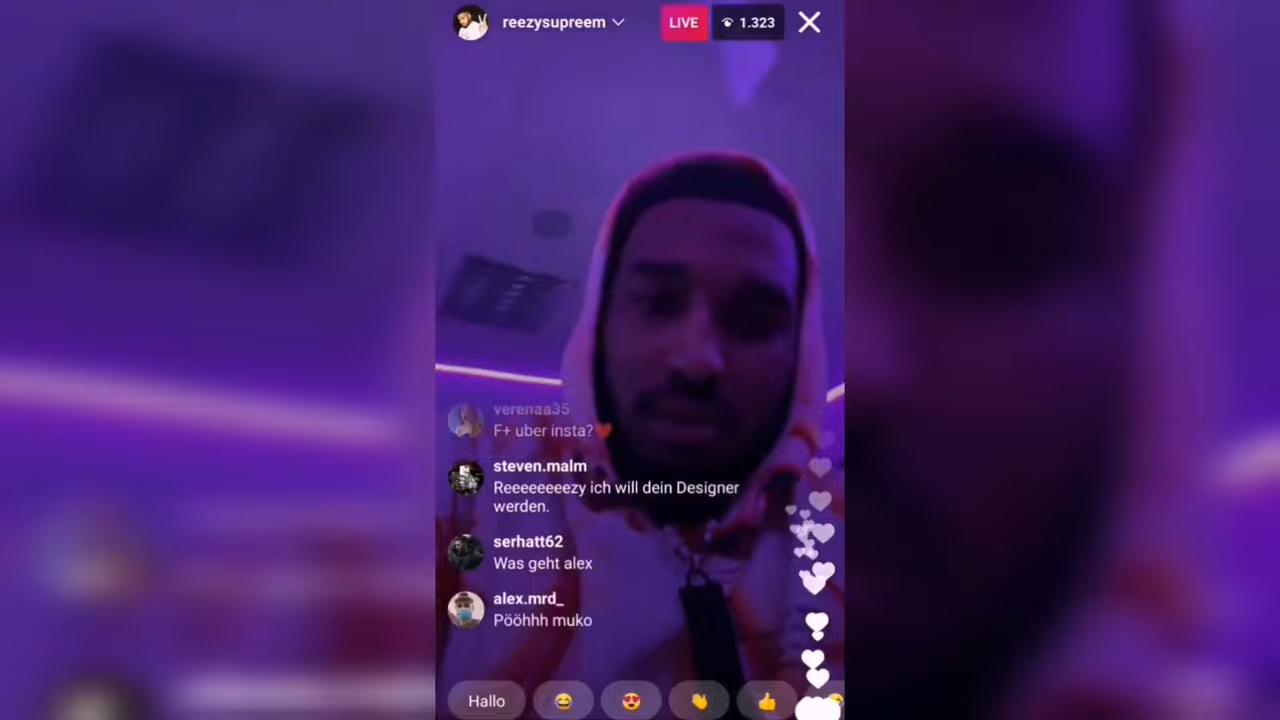 reezysupreem
LIVE
1.323
verenaa35
F+ uber insta?❤️
steven.malm
Reeeeeeeezy ich will dein Designer
werden.
serhatt62
Was geht alex
alex.mrd_
Pööhhh muko
Hallo